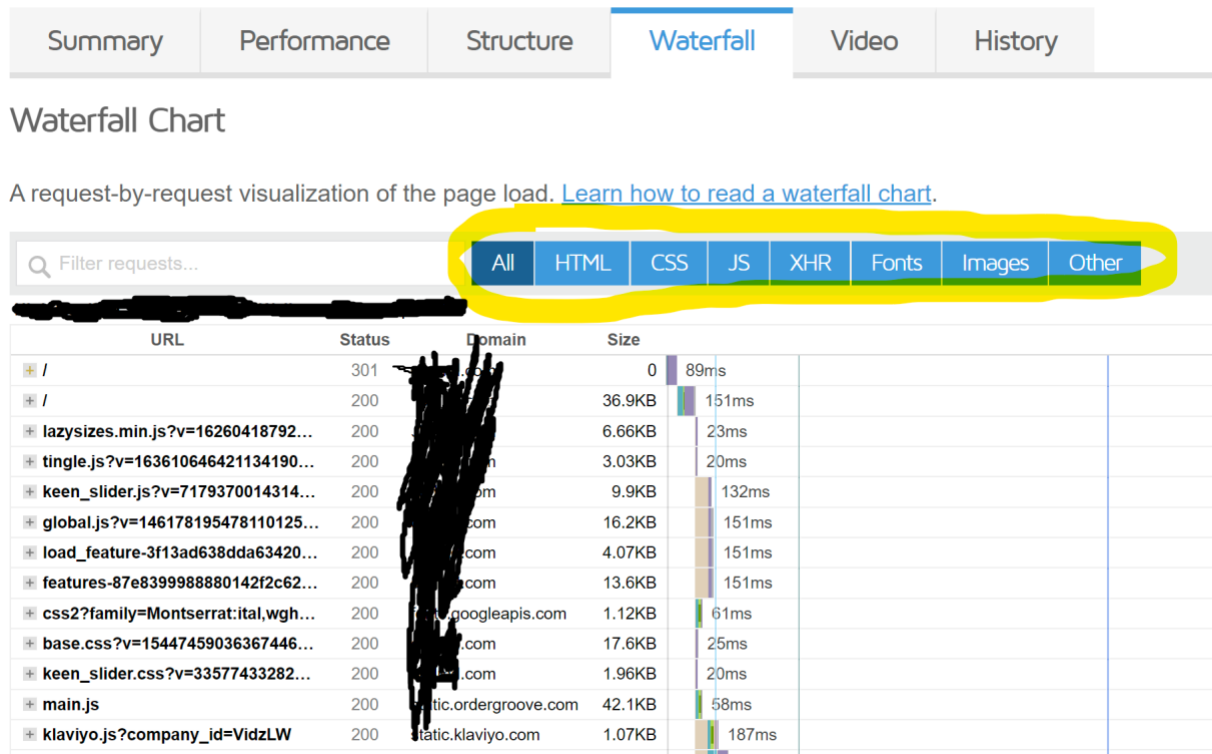 Summary Performance Structure Waterfall Video History
Waterfall Chart
A request-by-request visualization of the page load. Learn how to read a waterfall chart.
Filter requests... All HTML CSS JS XHR Fonts Images Other
URL Status Domain Size
/ 301 0 89ms
/ 200 36.9KB 151ms
lazysizes.min.js?v=16260418792... 200 6.66KB 23ms
tingle.js?v=163610646421134190... 200 3.03KB 20ms
keen_slider.js?v=7179370014314... 200 9.9KB 132ms
global.js?v=146178195478110125... 200 .com 16.2KB 151ms
load_feature-3f13ad638dda63420... 200 .com 4.07KB 151ms
features-87e8399988880142f2c62... 200 .com 13.6KB 151ms
css2?family=Montserrat:ital,wgh... 200 .googleapis.com 1.12KB 61ms
base.css?v=15447459036367446... 200 .com 17.6KB 25ms
keen_slider.css?v=33577433282... 200 .com 1.96KB 20ms
main.js 200 static.ordergroove.com 42.1KB 58ms
klaviyo.js?company_id=VidzLW 200 static.klaviyo.com 1.07KB 187ms